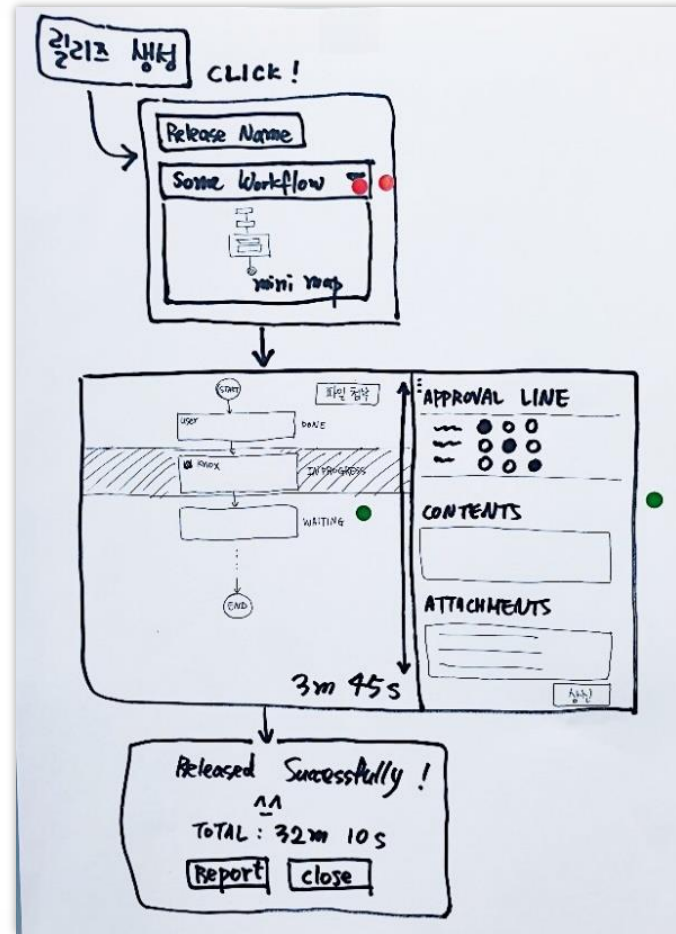 릴리즈 생성
CLICK!
Release Name
Some Workflow
mini map
START
파일 첨부
user
DONE
KNOX
IN PROGRESS
WAITING
END
3m 45s
APPROVAL LINE
CONTENTS
ATTACHMENTS
Released Successfully!
^^
TOTAL : 32m 10s
Report
close